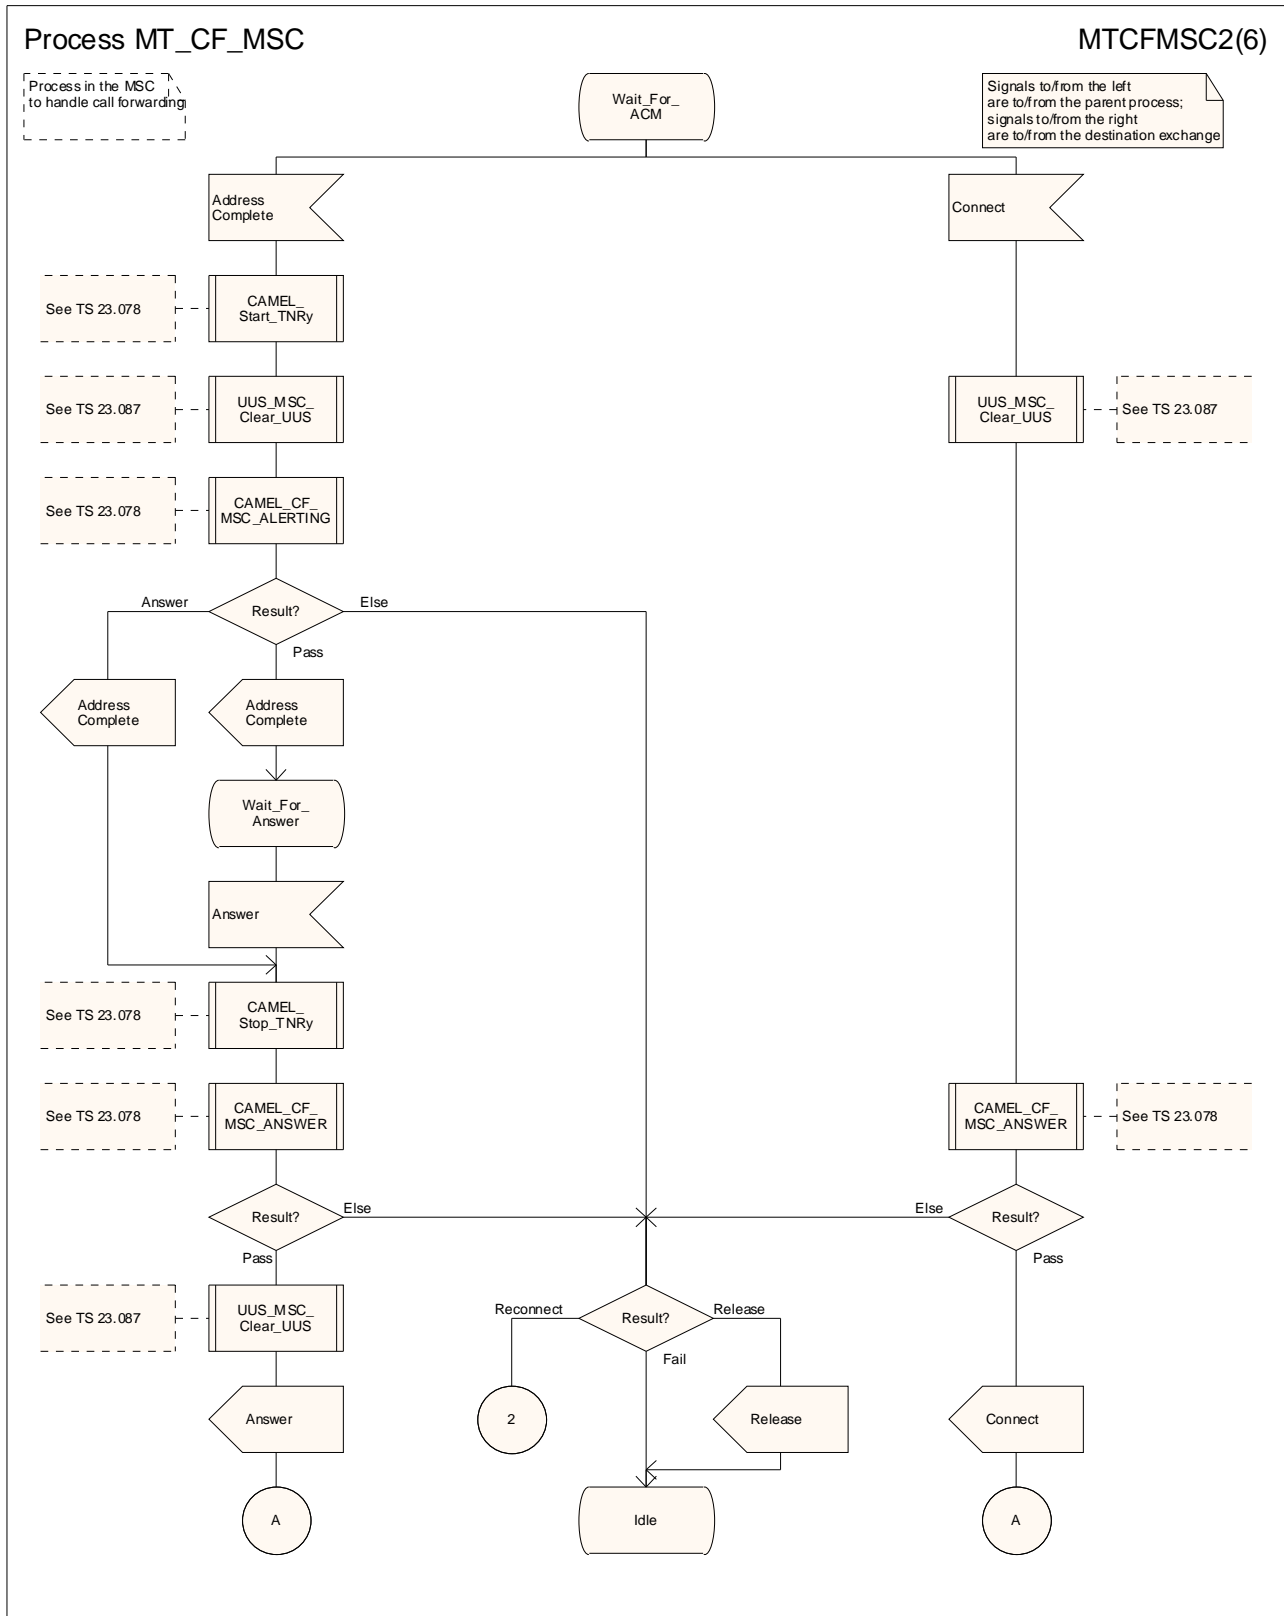 Process MT_CF_MSC
MTCFMSC2(6)
Process in the MSC
to handle call forwarding
Wait_For_
ACM
Signals to/from the left
are to/from the parent process;
signals to/from the right
are to/from the destination exchange
Address
Complete
Connect
See TS 23.078
CAMEL_
Start_TNRy
See TS 23.087
UUS_MSC_
Clear_UUS
UUS_MSC_
Clear_UUS
See TS 23.087
See TS 23.078
CAMEL_CF_
MSC_ALERTING
Answer
Result?
Else
Pass
Address
Complete
Address
Complete
Wait_For_
Answer
Answer
See TS 23.078
CAMEL_
Stop_TNRy
See TS 23.078
CAMEL_CF_
MSC_ANSWER
CAMEL_CF_
MSC_ANSWER
See TS 23.078
Result?
Else
Else
Result?
Pass
Pass
See TS 23.087
UUS_MSC_
Clear_UUS
Reconnect
Result?
Release
Fail
Answer
2
Release
Connect
A
Idle
A